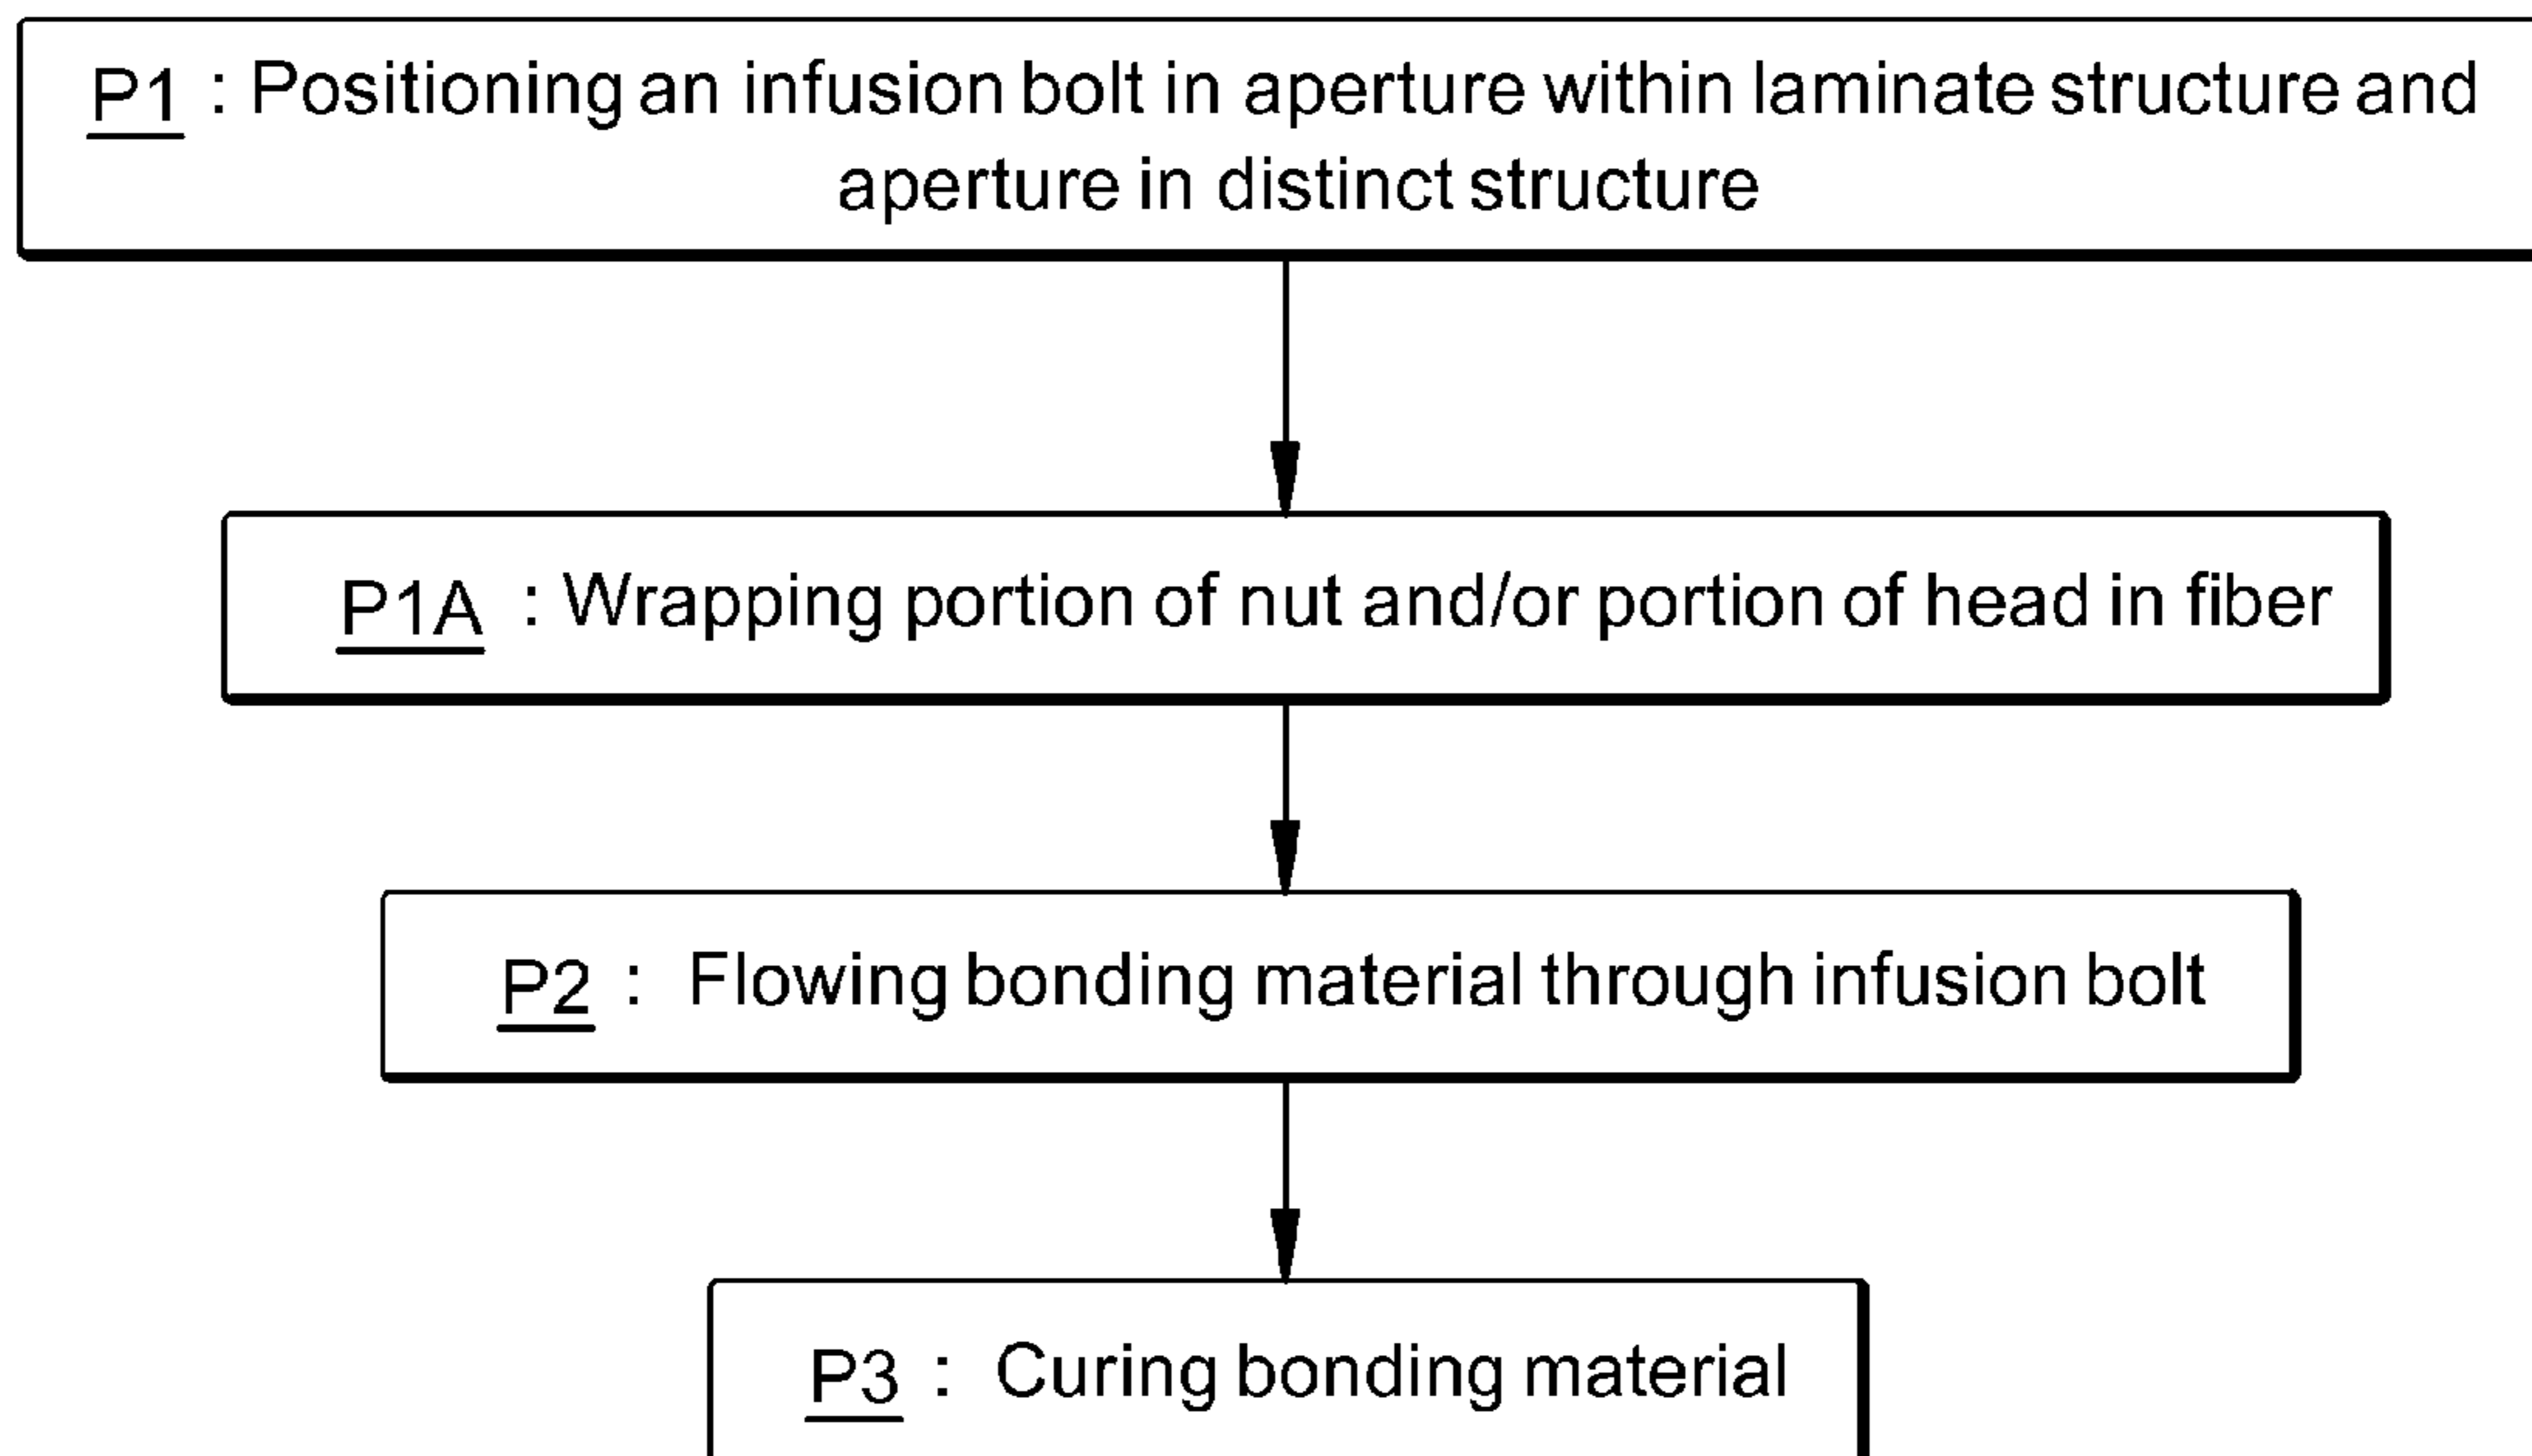 P1 : Positioning an infusion bolt in aperture within laminate structure and
aperture in distinct structure
P1A : Wrapping portion of nut and/or portion of head in fiber
P2 : Flowing bonding material through infusion bolt
P3 : Curing bonding material